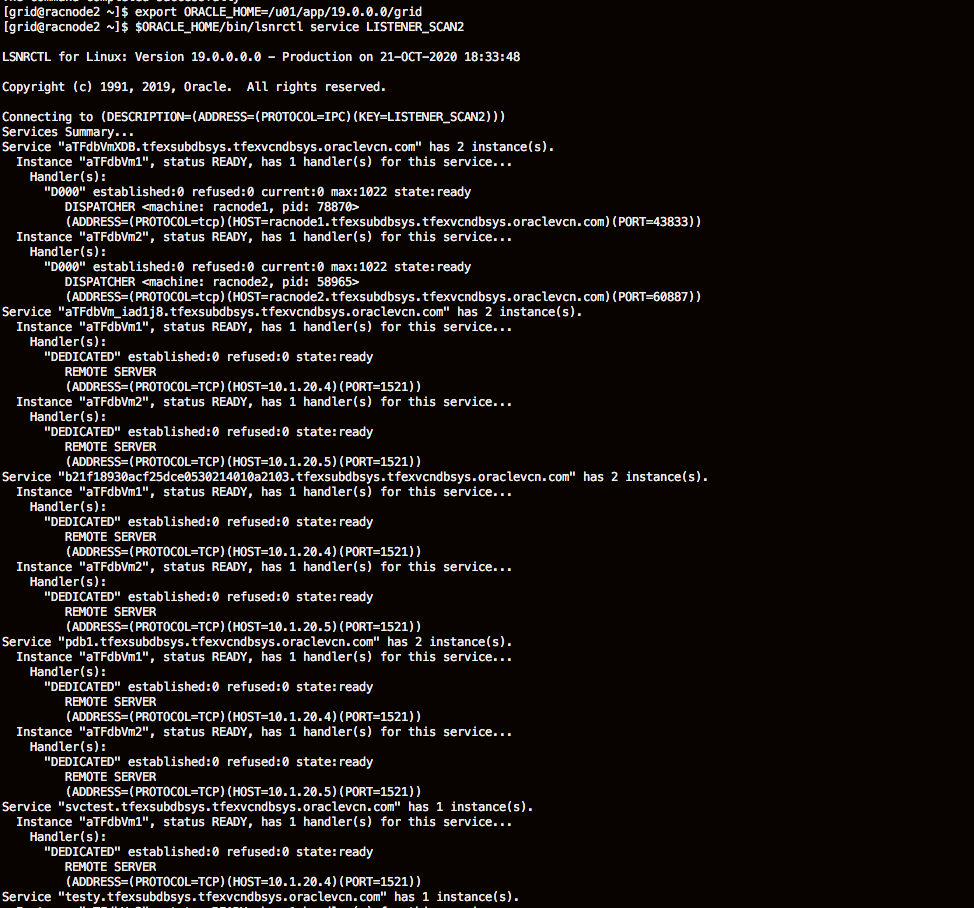 [grid@racnode2 ~]$ export ORACLE_HOME=/u01/app/19.0.0.0/grid
[grid@racnode2 ~]$ $ORACLE_HOME/bin/lsnrctl service LISTENER_SCAN2
LSNRCTL for Linux: Version 19.0.0.0.0 - Production on 21-OCT-2020 18:33:48
Copyright (c) 1991, 2019, Oracle.  All rights reserved.
Connecting to (DESCRIPTION=(ADDRESS=(PROTOCOL=IPC)(KEY=LISTENER_SCAN2)))
Services Summary...
Service "aTFdbVmXDB.tfexsubdbsys.tfexvcndbsys.oraclevcn.com" has 2 instance(s).
  Instance "aTFdbVm1", status READY, has 1 handler(s) for this service...
    Handler(s):
      "D000" established:0 refused:0 current:0 max:1022 state:ready
         DISPATCHER <machine: racnode1, pid: 78870>
         (ADDRESS=(PROTOCOL=tcp)(HOST=racnode1.tfexsubdbsys.tfexvcndbsys.oraclevcn.com)(PORT=43833))
  Instance "aTFdbVm2", status READY, has 1 handler(s) for this service...
    Handler(s):
      "D000" established:0 refused:0 current:0 max:1022 state:ready
         DISPATCHER <machine: racnode2, pid: 58965>
         (ADDRESS=(PROTOCOL=tcp)(HOST=racnode2.tfexsubdbsys.tfexvcndbsys.oraclevcn.com)(PORT=60887))
Service "aTFdbVm_iad1j8.tfexsubdbsys.tfexvcndbsys.oraclevcn.com" has 2 instance(s).
  Instance "aTFdbVm1", status READY, has 1 handler(s) for this service...
    Handler(s):
      "DEDICATED" established:0 refused:0 state:ready
         REMOTE SERVER
         (ADDRESS=(PROTOCOL=TCP)(HOST=10.1.20.4)(PORT=1521))
  Instance "aTFdbVm2", status READY, has 1 handler(s) for this service...
    Handler(s):
      "DEDICATED" established:0 refused:0 state:ready
         REMOTE SERVER
         (ADDRESS=(PROTOCOL=TCP)(HOST=10.1.20.5)(PORT=1521))
Service "b21f18930acf25dce0530214010a2103.tfexsubdbsys.tfexvcndbsys.oraclevcn.com" has 2 instance(s).
  Instance "aTFdbVm1", status READY, has 1 handler(s) for this service...
    Handler(s):
      "DEDICATED" established:0 refused:0 state:ready
         REMOTE SERVER
         (ADDRESS=(PROTOCOL=TCP)(HOST=10.1.20.4)(PORT=1521))
  Instance "aTFdbVm2", status READY, has 1 handler(s) for this service...
    Handler(s):
      "DEDICATED" established:0 refused:0 state:ready
         REMOTE SERVER
         (ADDRESS=(PROTOCOL=TCP)(HOST=10.1.20.5)(PORT=1521))
Service "pdb1.tfexsubdbsys.tfexvcndbsys.oraclevcn.com" has 2 instance(s).
  Instance "aTFdbVm1", status READY, has 1 handler(s) for this service...
    Handler(s):
      "DEDICATED" established:0 refused:0 state:ready
         REMOTE SERVER
         (ADDRESS=(PROTOCOL=TCP)(HOST=10.1.20.4)(PORT=1521))
  Instance "aTFdbVm2", status READY, has 1 handler(s) for this service...
    Handler(s):
      "DEDICATED" established:0 refused:0 state:ready
         REMOTE SERVER
         (ADDRESS=(PROTOCOL=TCP)(HOST=10.1.20.5)(PORT=1521))
Service "svctest.tfexsubdbsys.tfexvcndbsys.oraclevcn.com" has 1 instance(s).
  Instance "aTFdbVm1", status READY, has 1 handler(s) for this service...
    Handler(s):
      "DEDICATED" established:0 refused:0 state:ready
         REMOTE SERVER
         (ADDRESS=(PROTOCOL=TCP)(HOST=10.1.20.4)(PORT=1521))
Service "testy.tfexsubdbsys.tfexvcndbsys.oraclevcn.com" has 1 instance(s).